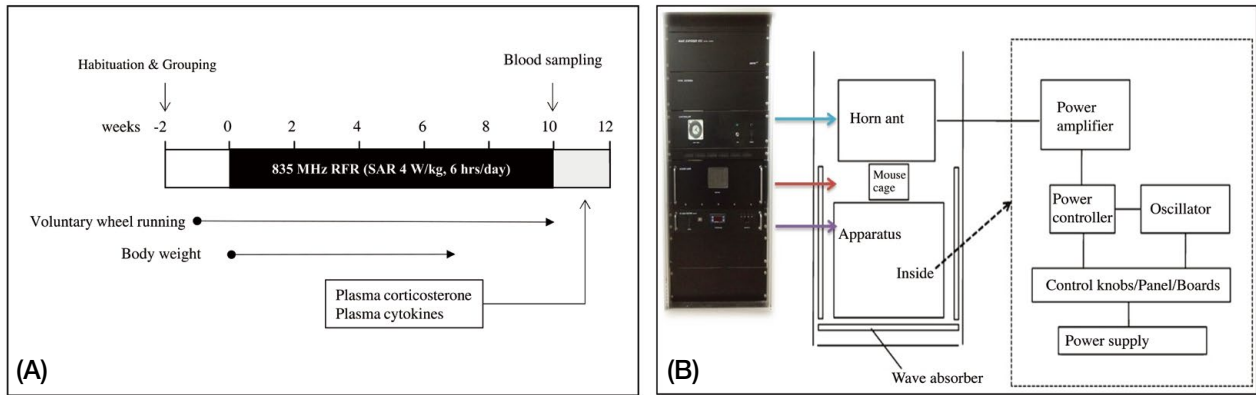 (A)
Habituation & Grouping
Blood sampling
weeks -2 0 2 4 6 8 10 12
835 MHz RFR (SAR 4 W/kg, 6 hrs/day)
Voluntary wheel running
Body weight
Plasma corticosterone
Plasma cytokines
(B)
Horn ant
Mouse
cage
Apparatus
Wave absorber
Inside
Power
amplifier
Power
controller
Oscillator
Control knobs/Panel/Boards
Power supply